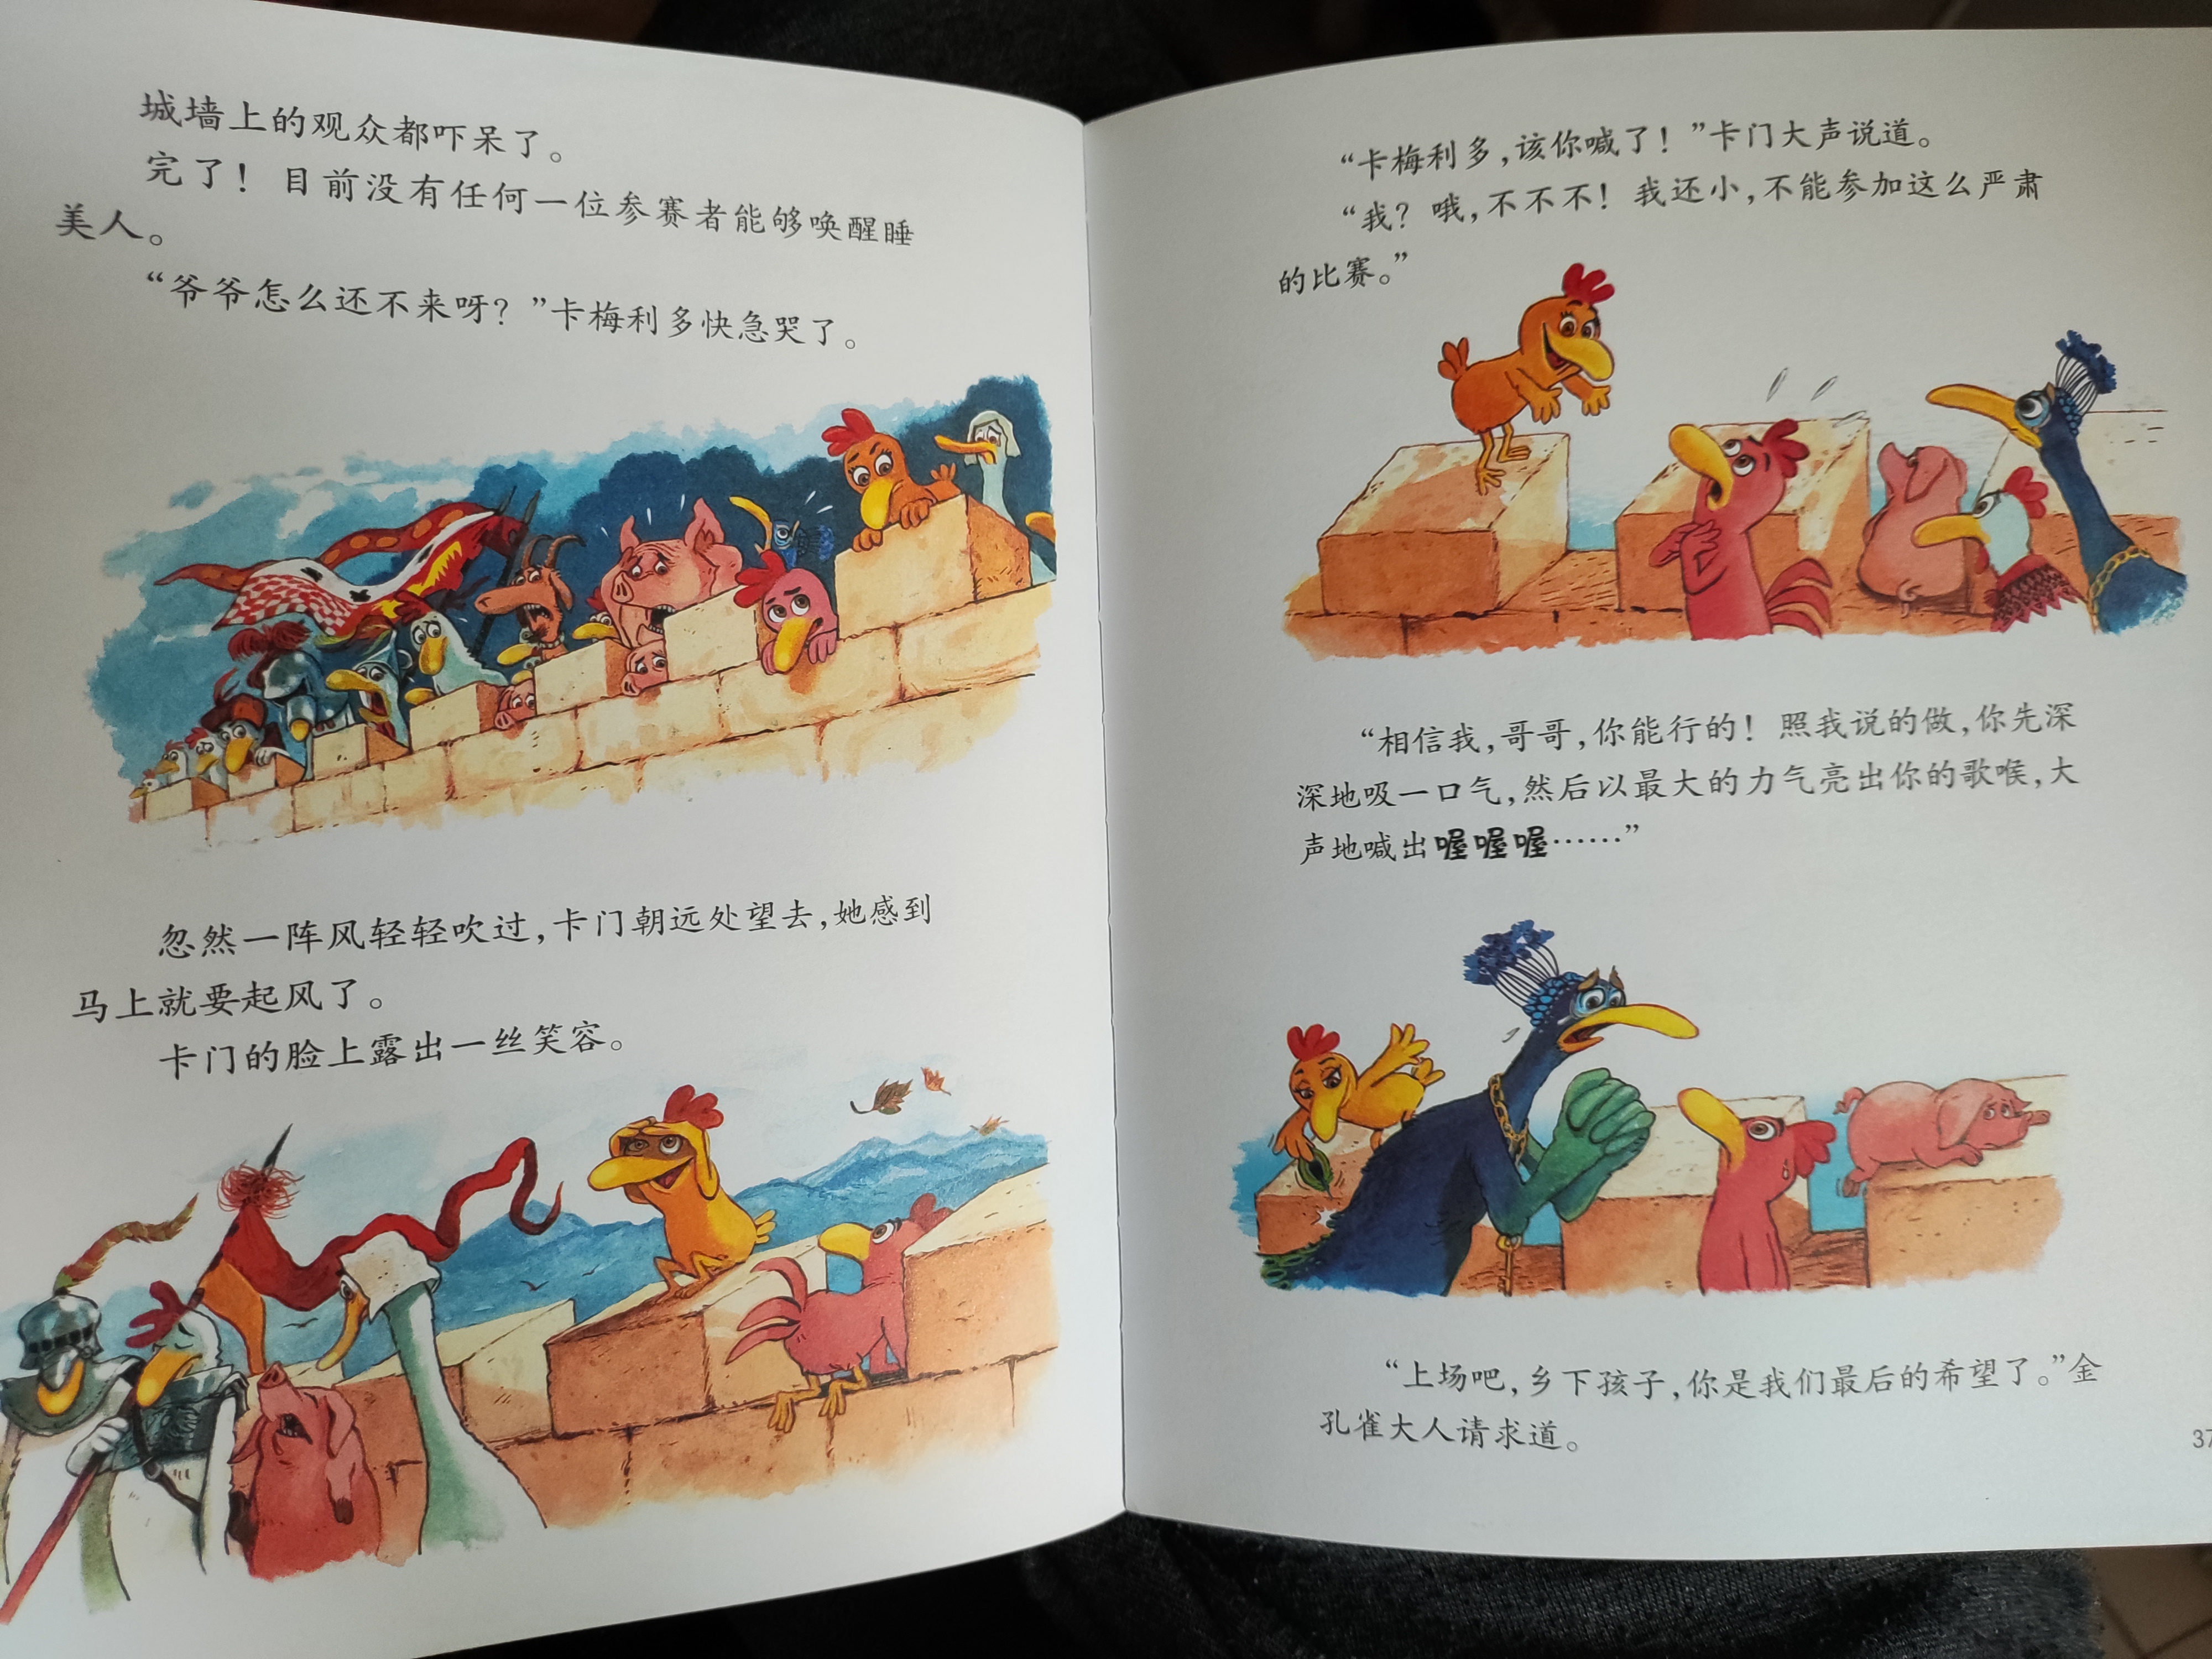 城墙上的观众都吓呆了。
完了！目前没有任何一位参赛者能够唤醒睡
美人。
“爷爷怎么还不来呀？”卡梅利多快急哭了。
忽然一阵风轻轻吹过，卡门朝远处望去，她感到
马上就要起风了。
卡门的脸上露出一丝笑容。
“卡梅利多，该你喊了！”卡门大声说道。
“我？哦，不不不！我还小，不能参加这么严肃
的比赛。”
“相信我，哥哥，你能行的！照我说的做，你先深
深地吸一口气，然后以最大的力气亮出你的歌喉，大
声地喊出喔喔喔……”
“上场吧，乡下孩子，你是我们最后的希望了。”金
孔雀大人请求道。
37